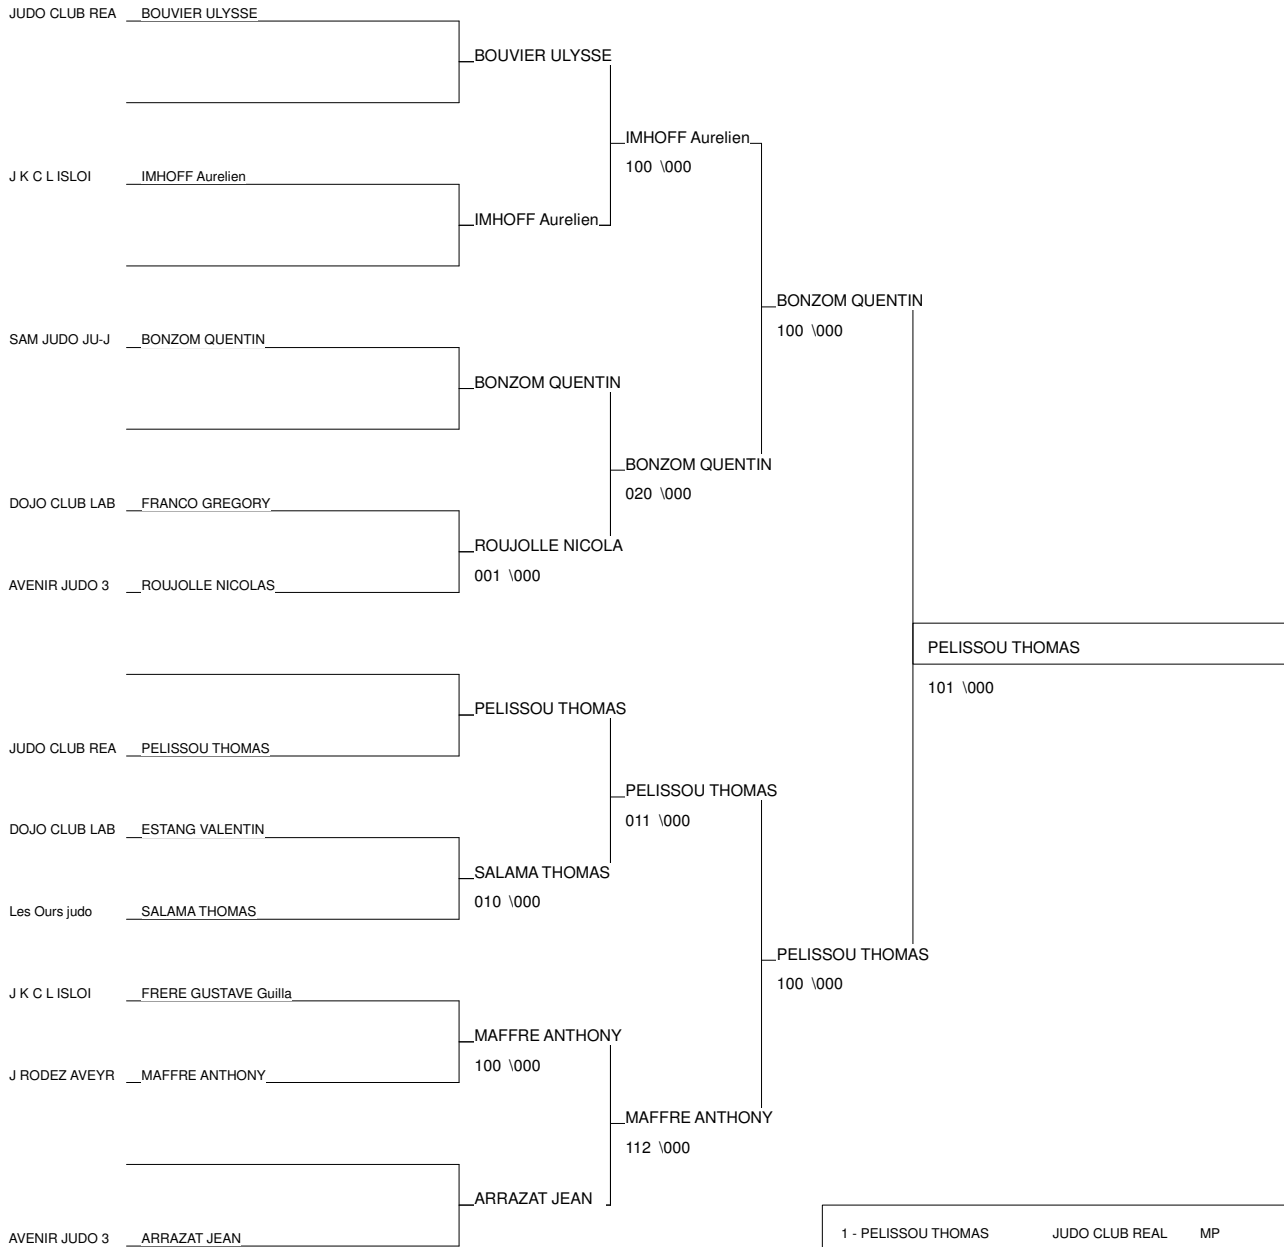 JUDO CLUB REA BOUVIER ULYSSE
BOUVIER ULYSSE
IMHOFF Aurelien
100 \000
J K C L ISLOI IMHOFF Aurelien
IMHOFF Aurelien
BONZOM QUENTIN
100 \000
SAM JUDO JU-J BONZOM QUENTIN
BONZOM QUENTIN
BONZOM QUENTIN
020 \000
DOJO CLUB LAB FRANCO GREGORY
ROUJOLLE NICOLA
001 \000
AVENIR JUDO 3 ROUJOLLE NICOLAS
PELISSOU THOMAS
101 \000
PELISSOU THOMAS
JUDO CLUB REA PELISSOU THOMAS
PELISSOU THOMAS
011 \000
DOJO CLUB LAB ESTANG VALENTIN
SALAMA THOMAS
010 \000
Les Ours judo SALAMA THOMAS
PELISSOU THOMAS
100 \000
J K C L ISLOI FRERE GUSTAVE Guilla
MAFFRE ANTHONY
100 \000
J RODEZ AVEYR MAFFRE ANTHONY
MAFFRE ANTHONY
112 \000
ARRAZAT JEAN
AVENIR JUDO 3 ARRAZAT JEAN
1 - PELISSOU THOMAS JUDO CLUB REAL MP